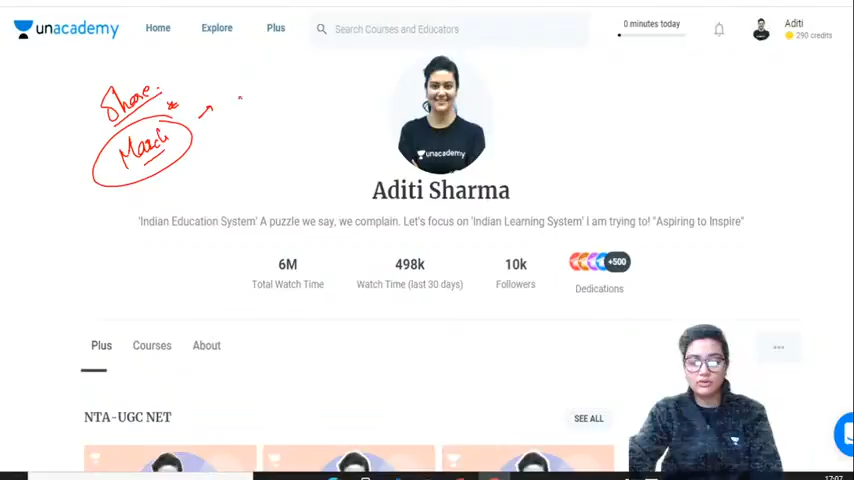 unacademy
Home Explore Plus
Search Courses and Educators
0 minutes today
Aditi
290 credits
Share.
March
unacademy
Aditi Sharma
'Indian Education System' A puzzle we say, we complain. Let's focus on 'Indian Learning System' I am trying to! "Aspiring to Inspire"
6M 498k 10k +500
Total Watch Time Watch Time (last 30 days) Followers Dedications
Plus Courses About
NTA-UGC NET
SEE ALL
17:07